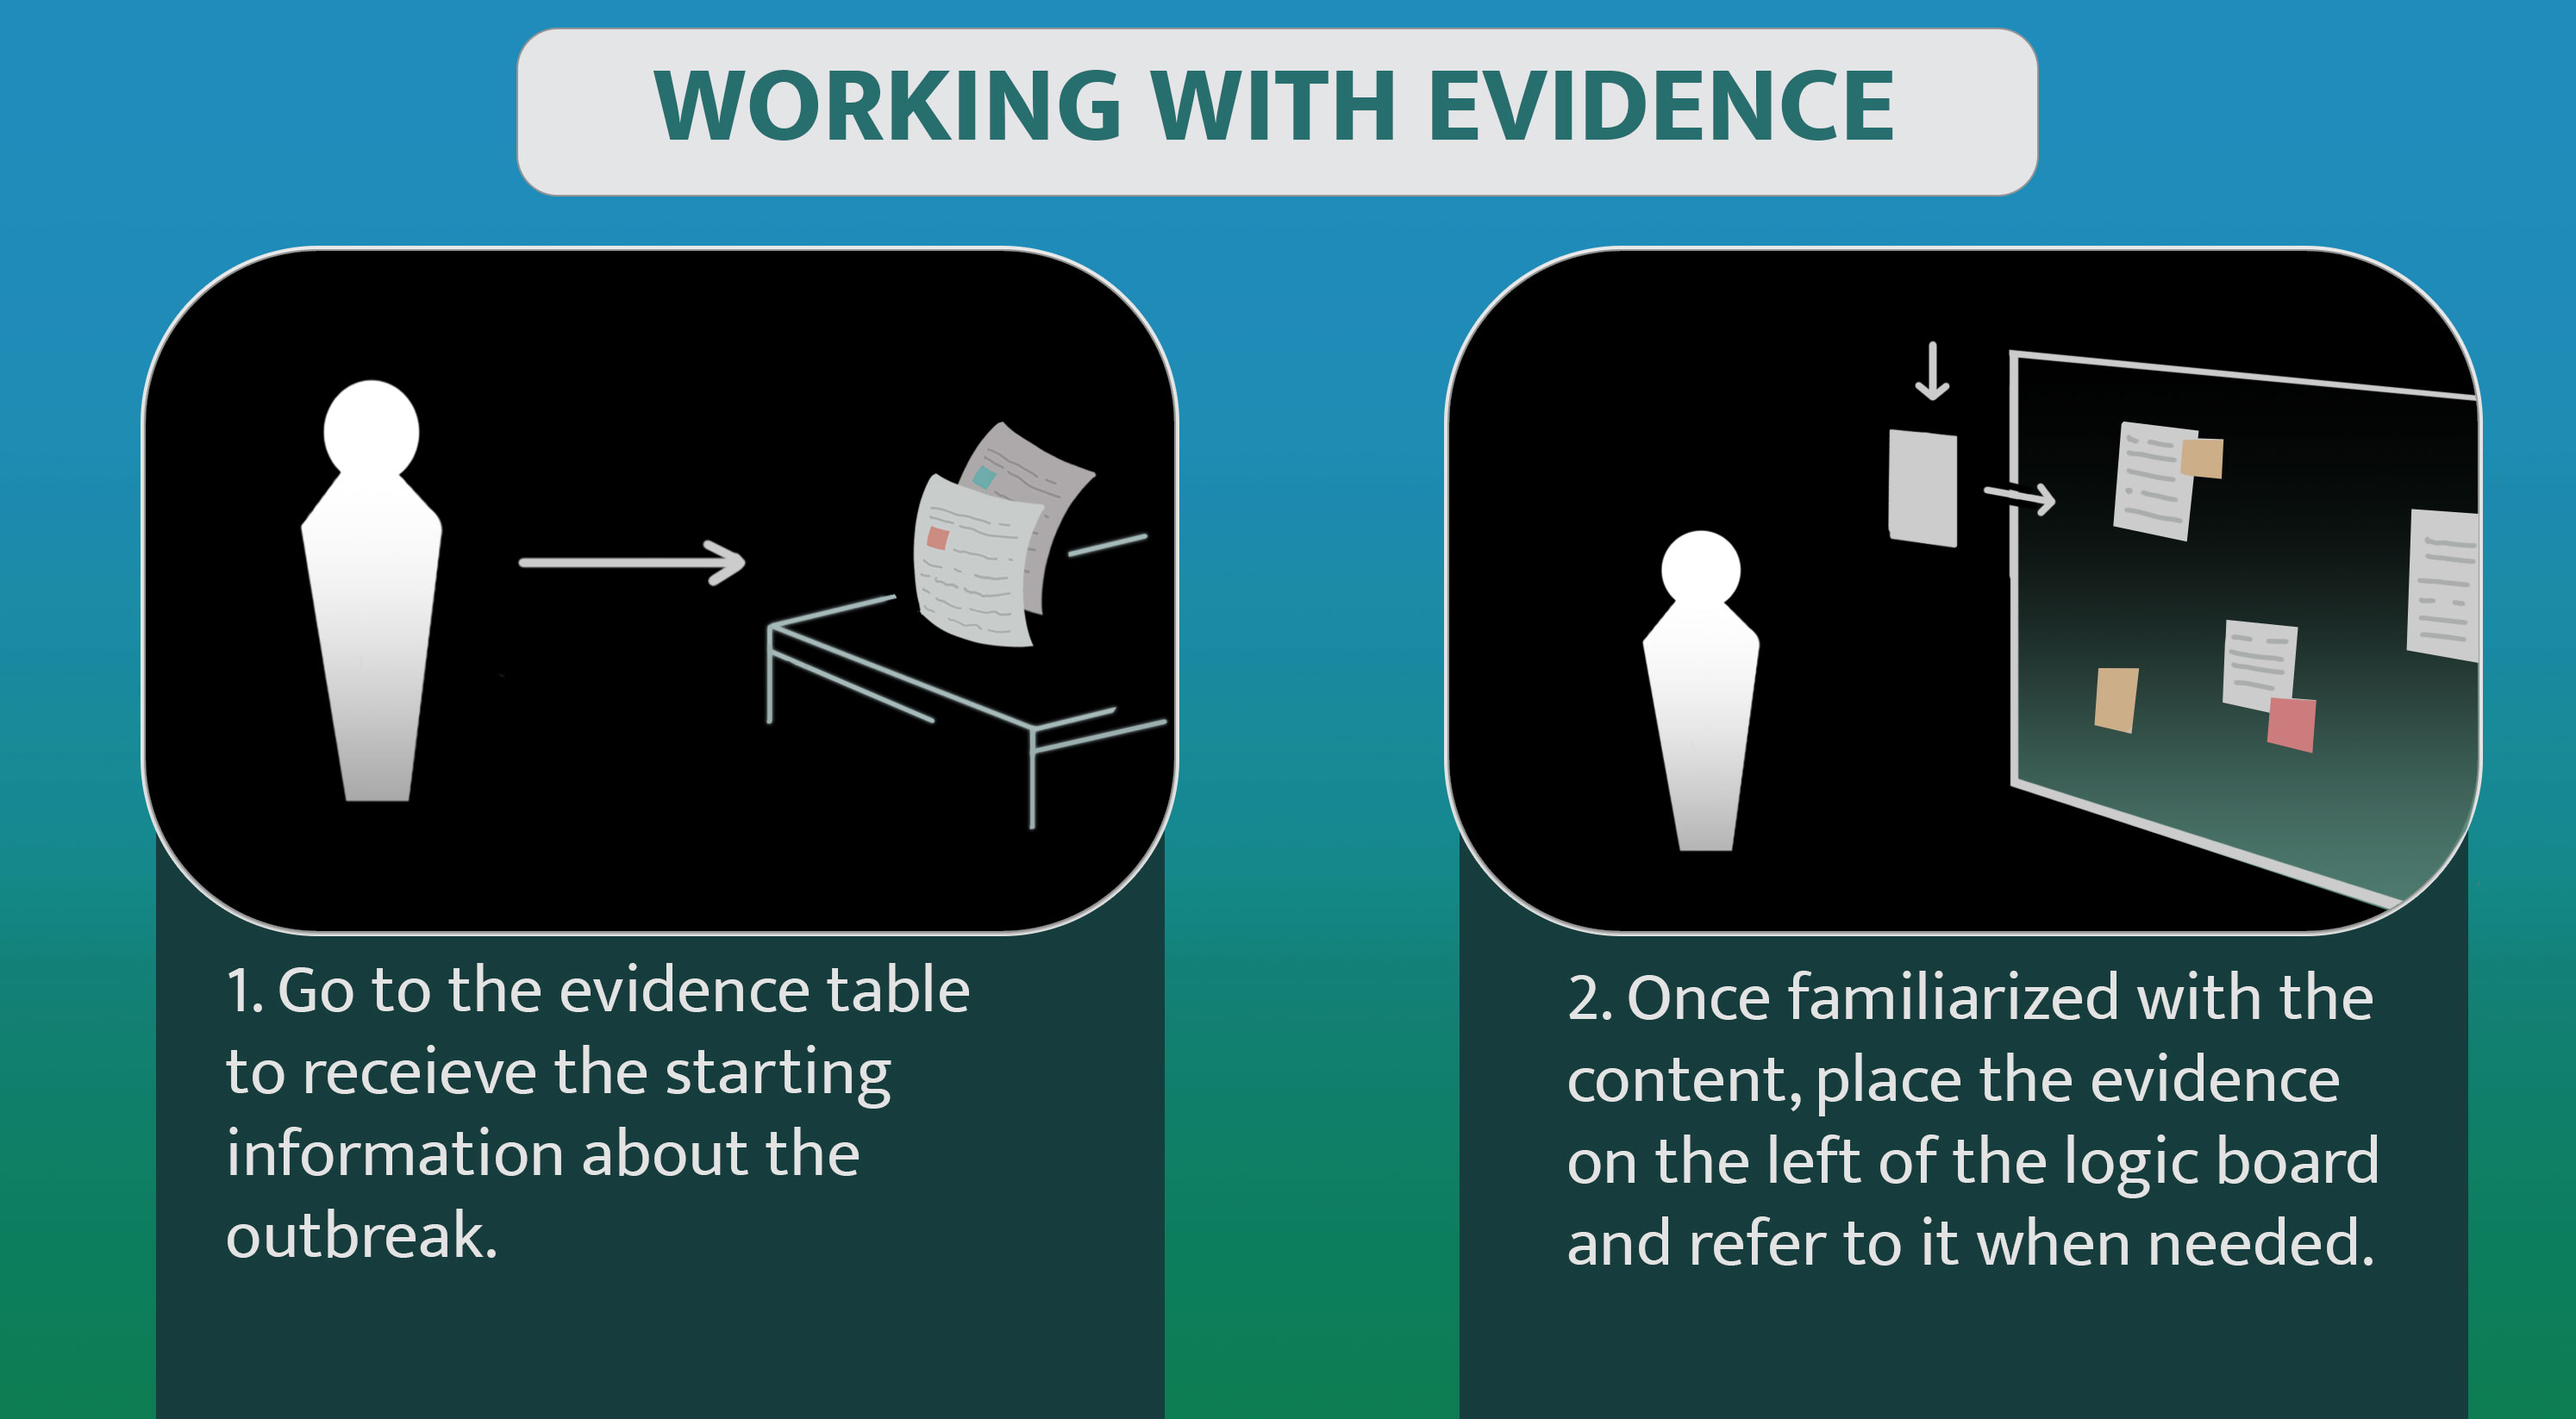 WORKING WITH EVIDENCE
1. Go to the evidence table
to receieve the starting
information about the
outbreak.
2. Once familiarized with the
content, place the evidence
on the left of the logic board
and refer to it when needed.